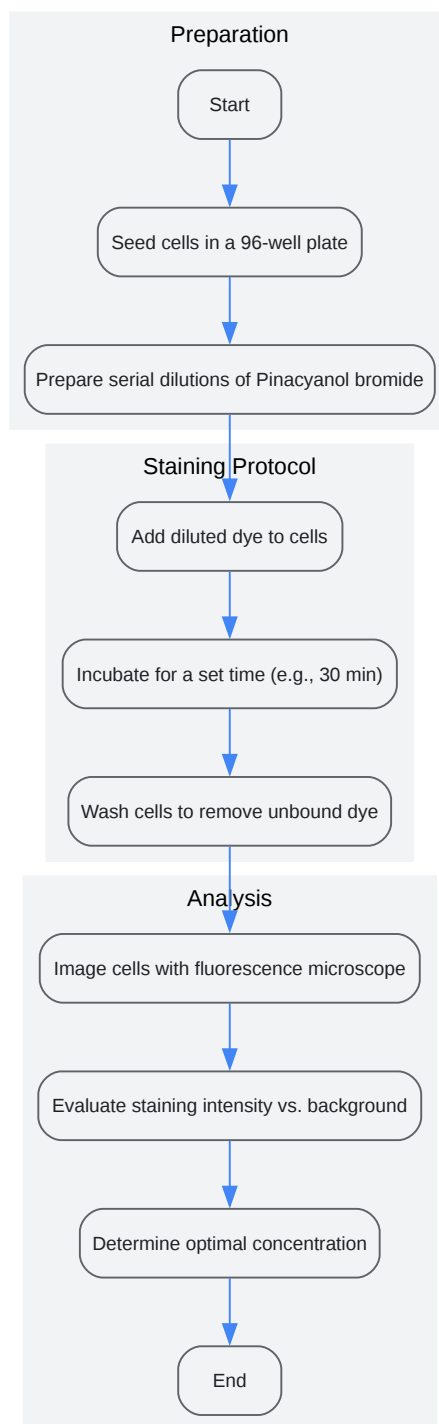 Preparation
Start
Seed cells in a 96-well plate
Prepare serial dilutions of Pinacyanol bromide
Staining Protocol
Add diluted dye to cells
Incubate for a set time (e.g., 30 min)
Wash cells to remove unbound dye
Analysis
Image cells with fluorescence microscope
Evaluate staining intensity vs. background
Determine optimal concentration
End